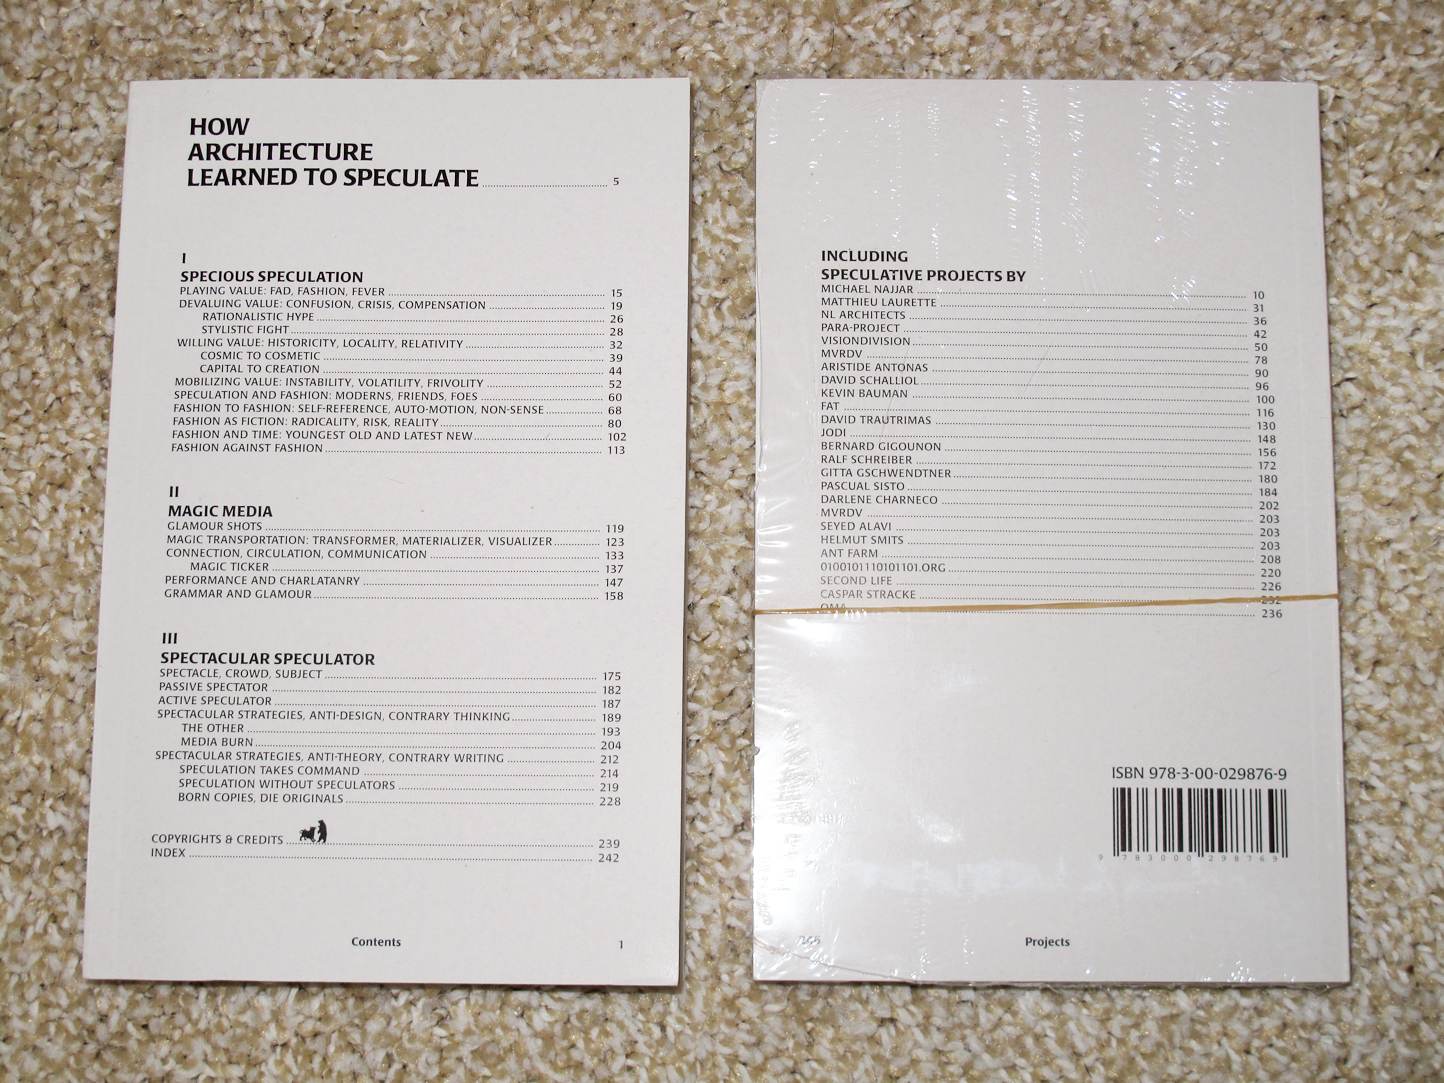 HOW
ARCHITECTURE
LEARNED TO SPECULATE 5
I
SPECIOUS SPECULATION
PLAYING VALUE: FAD, FASHION, FEVER 15
DEVALUING VALUE: CONFUSION, CRISIS, COMPENSATION 19
RATIONALISTIC HYPE 26
STYLISTIC FIGHT 28
WILLING VALUE: HISTORICITY, LOCALITY, RELATIVITY 32
COSMIC TO COSMETIC 39
CAPITAL TO CREATION 44
MOBILIZING VALUE: INSTABILITY, VOLATILITY, FRIVOLITY 52
SPECULATION AND FASHION: MODERNS, FRIENDS, FOES 60
FASHION TO FASHION: SELF-REFERENCE, AUTO-MOTION, NON-SENSE 68
FASHION AS FICTION: RADICALITY, RISK, REALITY 80
FASHION AND TIME: YOUNGEST OLD AND LATEST NEW 102
FASHION AGAINST FASHION 113
II
MAGIC MEDIA
GLAMOUR SHOTS 119
MAGIC TRANSPORTATION: TRANSFORMER, MATERIALIZER, VISUALIZER 123
CONNECTION, CIRCULATION, COMMUNICATION 133
MAGIC TICKER 137
PERFORMANCE AND CHARLATANRY 147
GRAMMAR AND GLAMOUR 158
III
SPECTACULAR SPECULATOR
SPECTACLE, CROWD, SUBJECT 175
PASSIVE SPECTATOR 182
ACTIVE SPECULATOR 187
SPECTACULAR STRATEGIES, ANTI-DESIGN, CONTRARY THINKING 189
THE OTHER 193
MEDIA BURN 204
SPECTACULAR STRATEGIES, ANTI-THEORY, CONTRARY WRITING 212
SPECULATION TAKES COMMAND 214
SPECULATION WITHOUT SPECULATORS 219
BORN COPIES, DIE ORIGINALS 228
COPYRIGHTS & CREDITS 239
INDEX 242
Contents 1
INCLUDING
SPECULATIVE PROJECTS BY
MICHAEL NAJJAR 10
MATTHIEU LAURETTE 31
NL ARCHITECTS 36
PARA-PROJECT 42
VISIONDIVISION 50
MVRDV 78
ARISTIDE ANTONAS 90
DAVID SCHALLIOL 96
KEVIN BAUMAN 100
FAT 116
DAVID TRAUTRIMAS 130
JODI 148
BERNARD GIGOUNON 156
RALF SCHREIBER 172
GITTA GSCHWENDTNER 180
PASCUAL SISTO 184
DARLENE CHARNECO 202
MVRDV 203
SEYED ALAVI 203
HELMUT SMITS 203
ANT FARM 208
0100101110101101.ORG 220
SECOND LIFE 226
CASPAR STRACKE 232
OMA 236
ISBN 978-3-00-029876-9
9 783000 298769
Projects